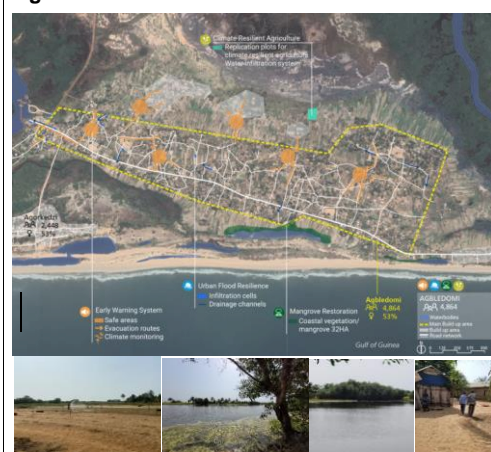 Climate Resilient Agriculture
Replication plots for
climate resilient agriculture
Water infiltration system
Agorkedzi
2,448
51%
Early Warning System
Safe areas
Evacuation routes
Climate monitoring
Urban Flood Resilience
Infiltration cells
Drainage channels
Mangrove Restoration
Coastal vegetation/
mangrove 32HA
Agbledomi
4,864
53%
Gulf of Guinea
AGBLEDOMI
4,864
Waterbodies
Main Build up area
Build up area
Road network